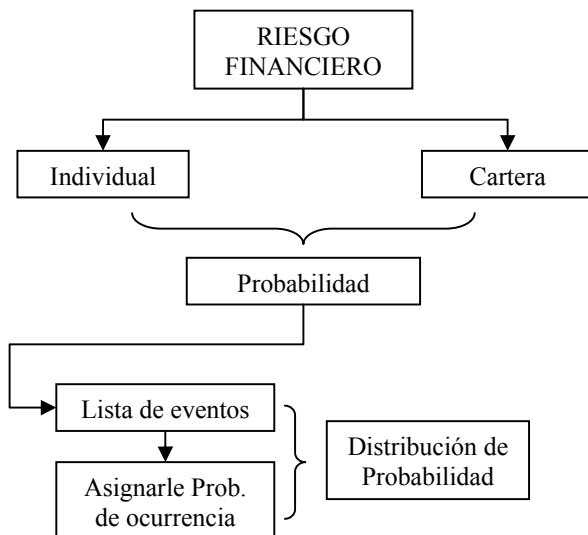 RIESGO
FINANCIERO
Individual
Cartera
Probabilidad
Lista de eventos
Asignarle Prob.
de ocurrencia
Distribución de
Probabilidad